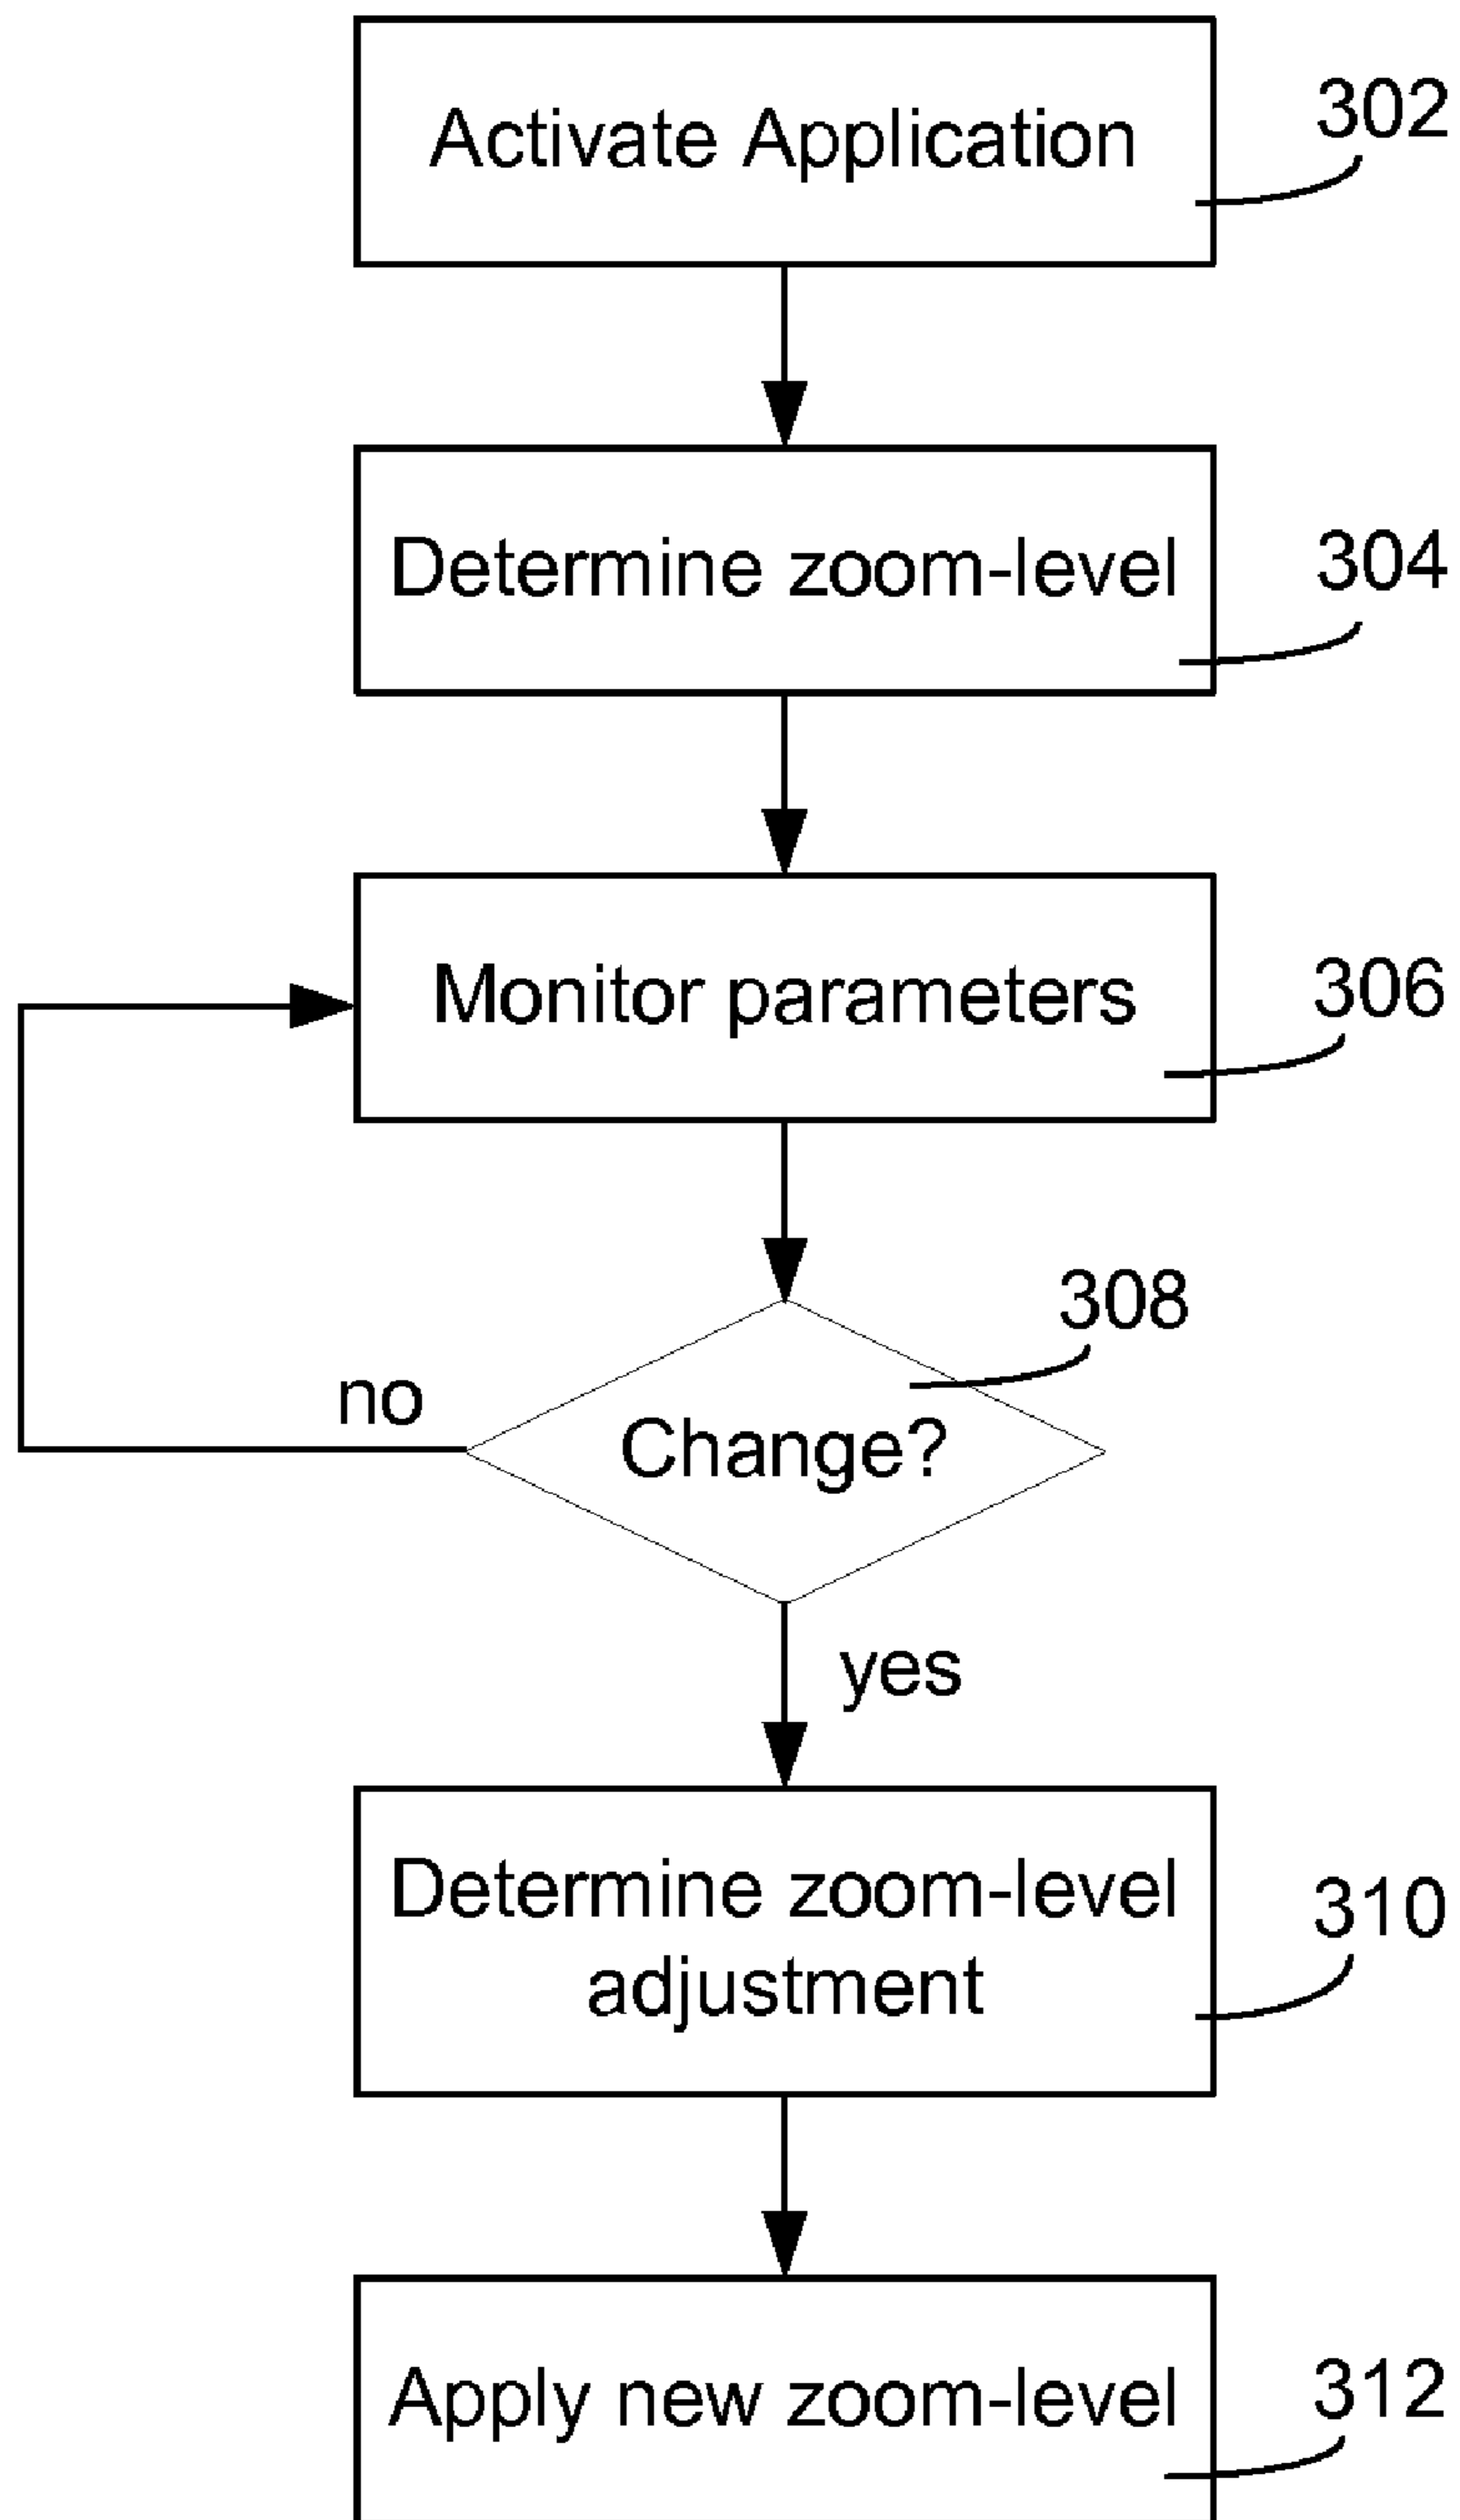 Activate Application
302
Determine zoom-level
304
Monitor parameters
306
308
Change?
no
yes
Determine zoom-level
adjustment
310
Apply new zoom-level
312